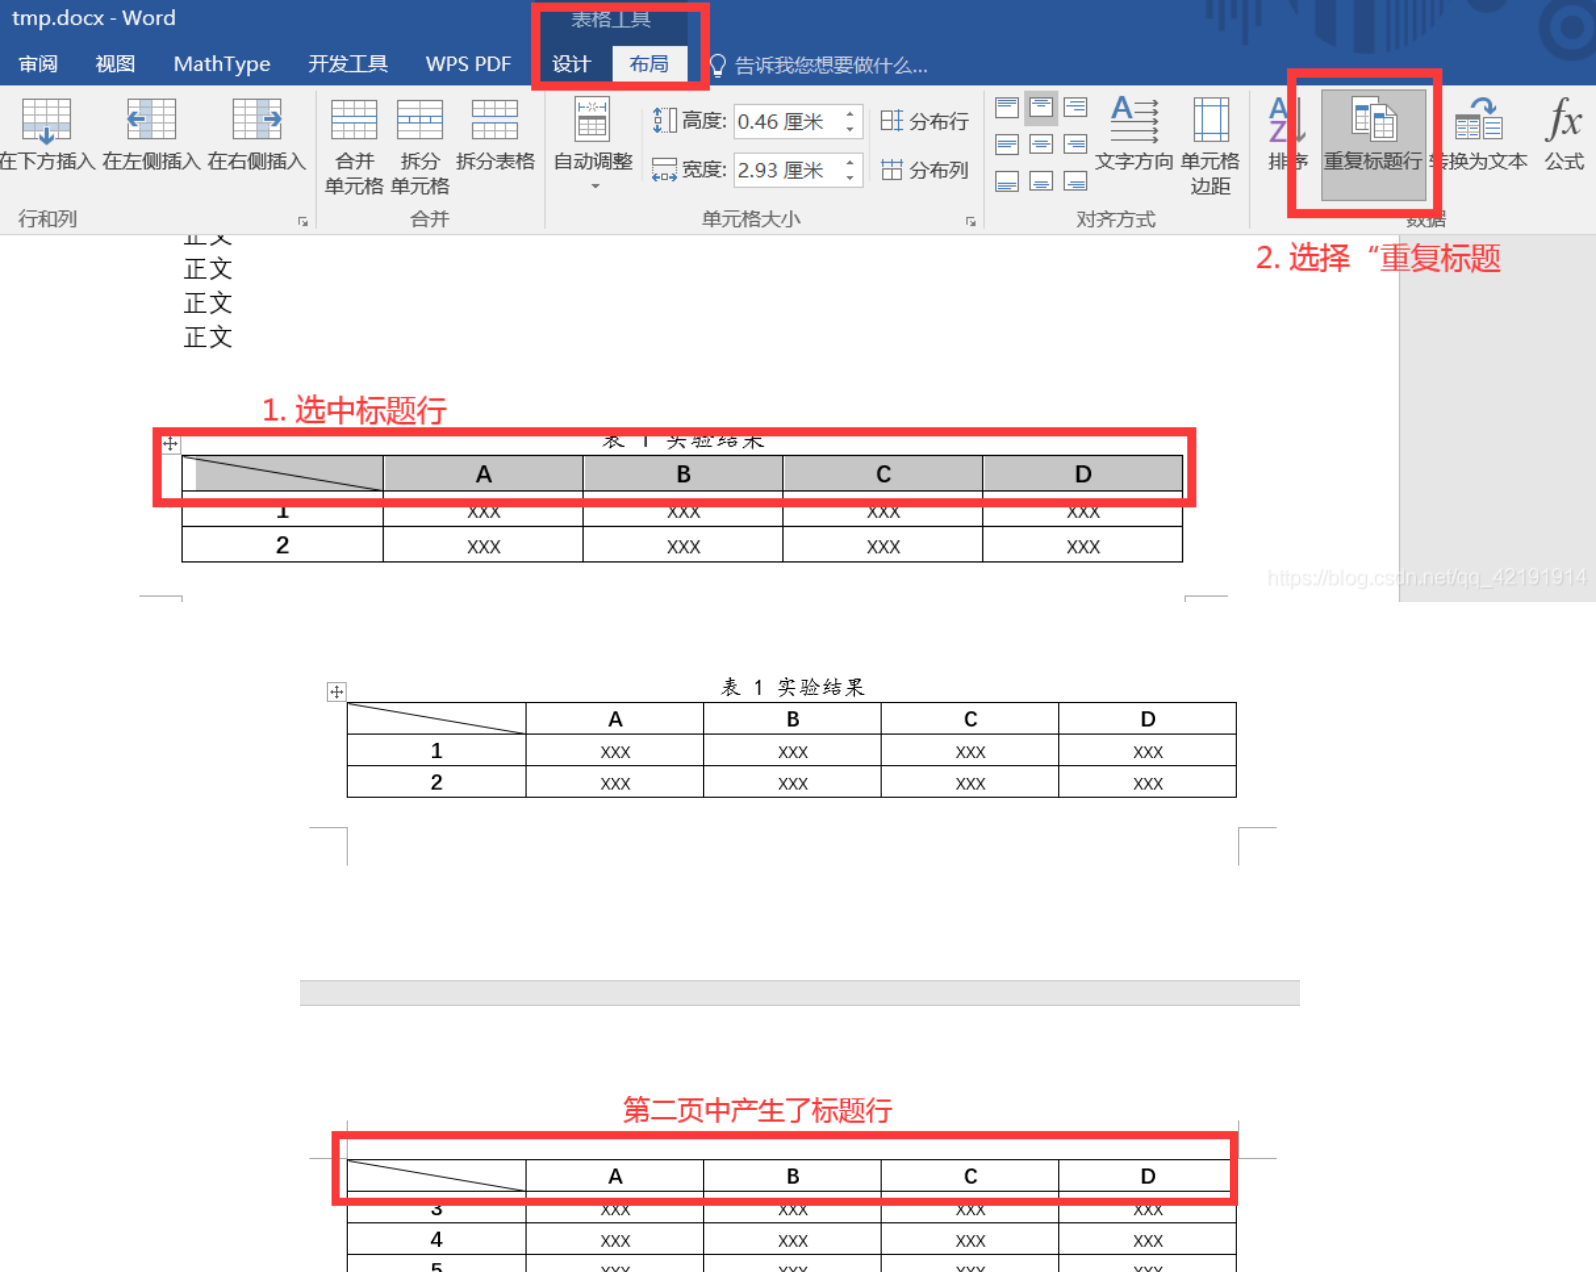 tmp.docx - Word
表格工具
审阅 视图 MathType 开发工具 WPS PDF 设计 布局 告诉我您想要做什么...
在下方插入 在左侧插入 在右侧插入
合并
单元格
拆分
单元格
拆分表格
自动调整
高度: 0.46 厘米 分布行
宽度: 2.93 厘米 分布列
文字方向
单元格
边距
排序
重复标题行
转换为文本
公式
行和列 合并 单元格大小 对齐方式 数据
2. 选择“重复标题
正文
正文
正文
正文
1. 选中标题行
表 1 实验结果
A B C D
1 XXX XXX XXX XXX
2 XXX XXX XXX XXX
https://blog.csdn.net/qq_42191914
表 1 实验结果
A B C D
1 XXX XXX XXX XXX
2 XXX XXX XXX XXX
第二页中产生了标题行
A B C D
3 XXX XXX XXX XXX
4 XXX XXX XXX XXX
5 XXX XXX XXX XXX